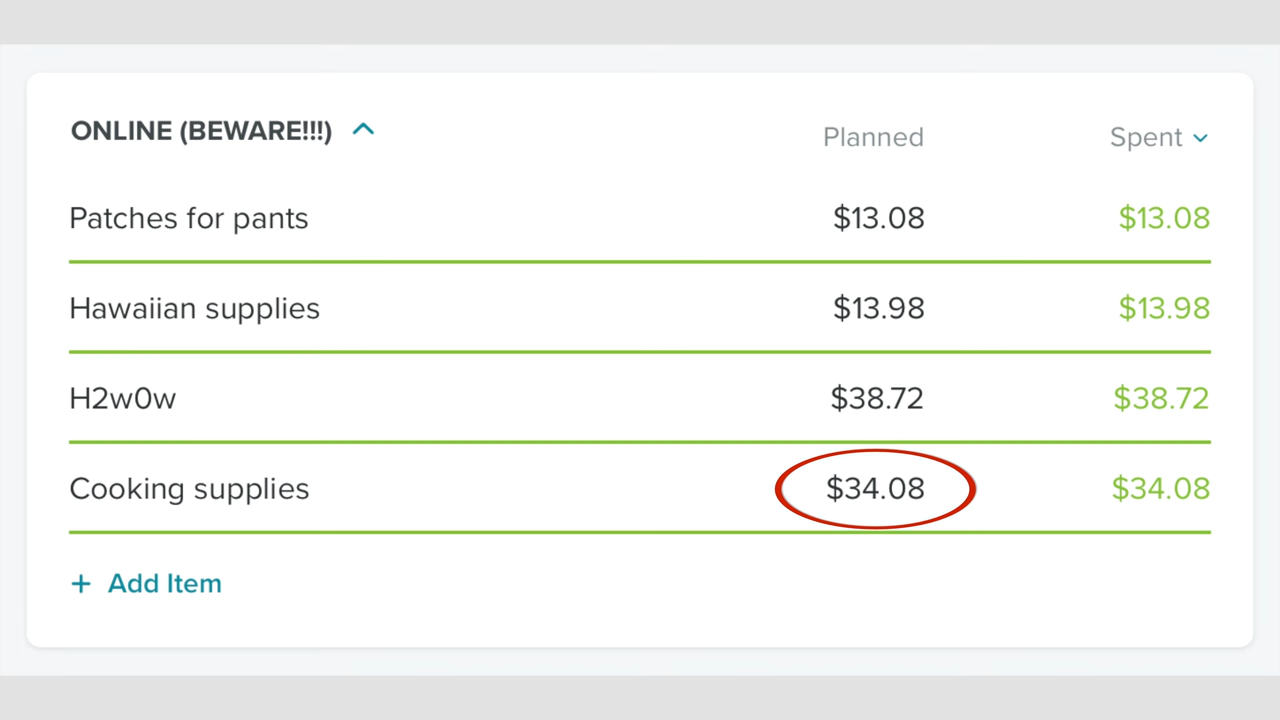 ONLINE (BEWARE!!!) Planned Spent
Patches for pants $13.08 $13.08
Hawaiian supplies $13.98 $13.98
H2w0w $38.72 $38.72
Cooking supplies $34.08 $34.08
+ Add Item